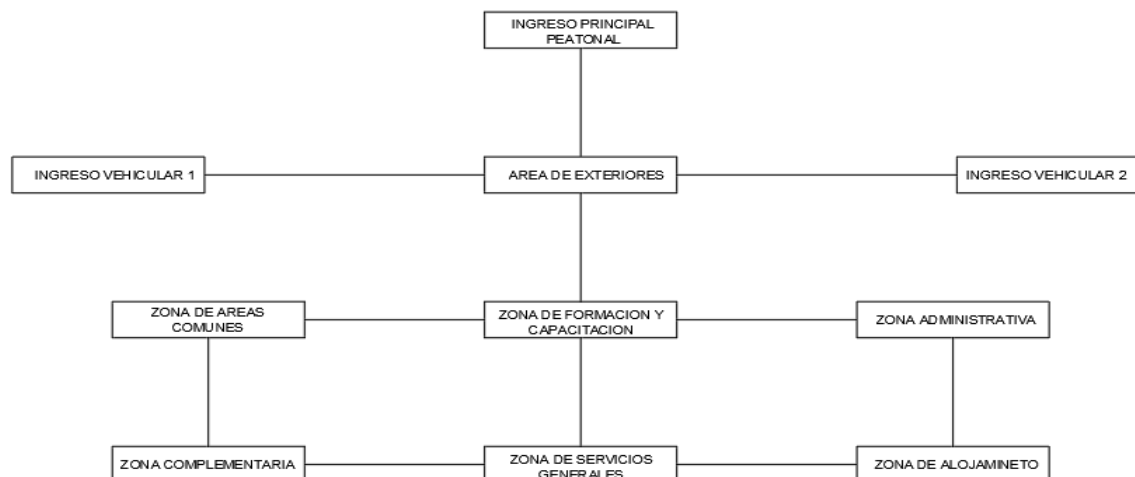 INGRESO PRINCIPAL
PEATONAL
INGRESO VEHICULAR 1
AREA DE EXTERIORES
INGRESO VEHICULAR 2
ZONA DE AREAS
COMUNES
ZONA DE FORMACION Y
CAPACITACION
ZONA ADMINISTRATIVA
ZONA COMPLEMENTARIA
ZONA DE SERVICIOS
GENERALES
ZONA DE ALOJAMINETO